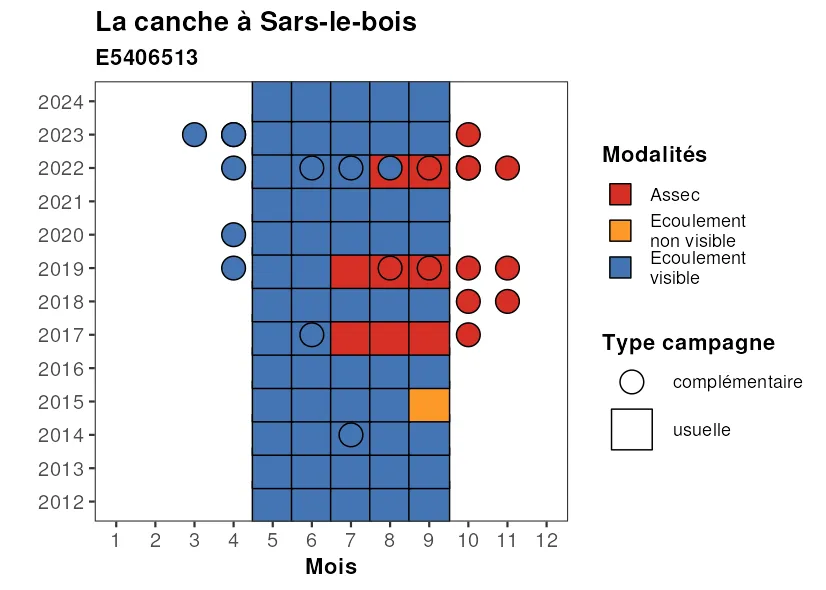 La canche à Sars-le-bois
E5406513
2024
2023
2022
2021
2020
2019
2018
2017
2016
2015
2014
2013
2012
1 2 3 4 5 6 7 8 9 10 11 12
Mois
Modalités
Assec
Ecoulement
non visible
Ecoulement
visible
Type campagne
complémentaire
usuelle